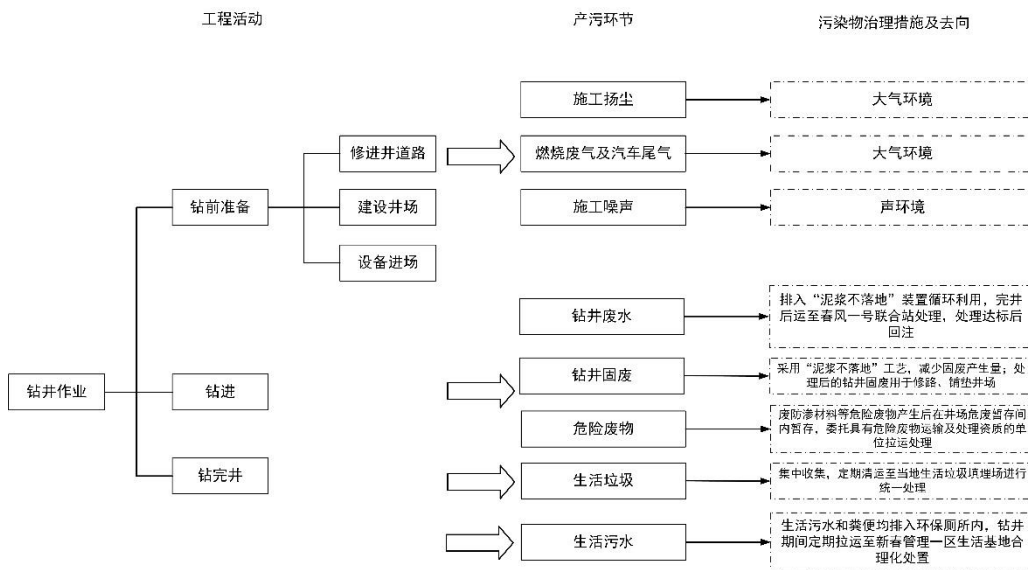 工程活动
产污环节
污染物治理措施及去向
施工扬尘
大气环境
修进井道路
燃烧废气及汽车尾气
大气环境
钻前准备
建设井场
施工噪声
声环境
设备进场
钻井废水
排入“泥浆不落地”装置循环利用，完井
后运至春风一号联合站处理，处理达标后
回注
钻井作业
钻进
钻井固废
采用“泥浆不落地”工艺，减少固废产生量；处
理后的钻井固废用于修路、铺垫井场
危险废物
废防渗材料等危险废物产生后在井场危废留存间
内暂存，委托具有危险废物运输及处理资质的单
位拉运处理
钻完井
生活垃圾
集中收集，定期清运至当地生活垃圾填埋场进行
统一处理
生活污水
生活污水和粪便均排入环保厕所内，钻井
期间定期拉运至新春管理一区生活基地合
理化处置